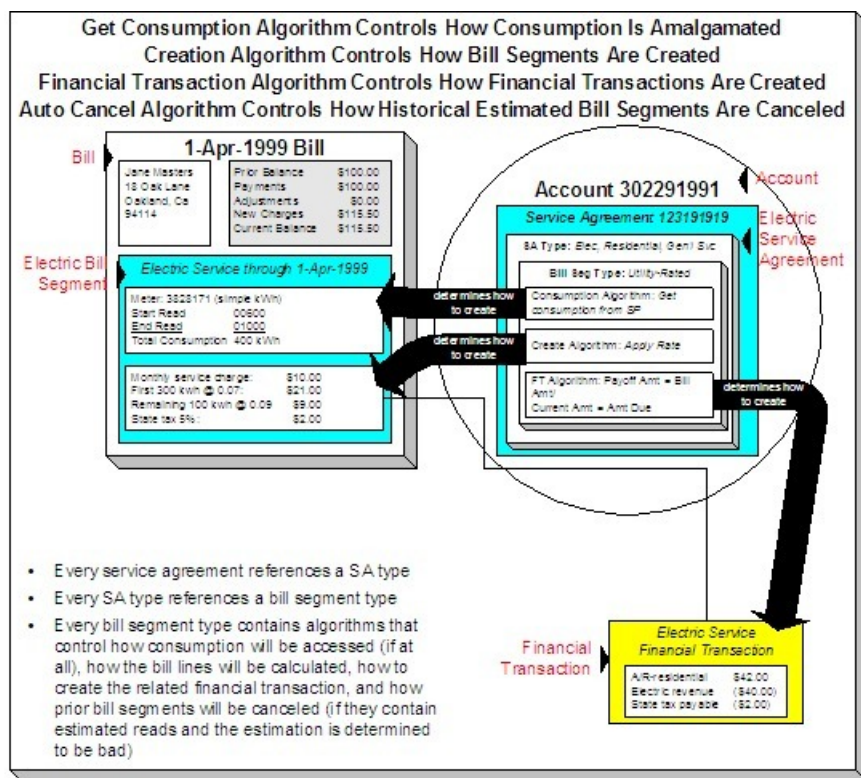 Get Consumption Algorithm Controls How Consumption Is Amalgamated
Creation Algorithm Controls How Bill Segments Are Created
Financial Transaction Algorithm Controls How Financial Transactions Are Created
Auto Cancel Algorithm Controls How Historical Estimated Bill Segments Are Canceled
Bill
1-Apr-1999 Bill
Jane Masters
18 Oak Lane
Oakland, Ca
94114
Prior Balance $100.00
Payments $100.00
Adjustments $0.00
New Charges $115.50
Current Balance $115.50
Electric Bill
Segment
Electric Service through 1-Apr-1999
Meter: 3828171 (simple kWh)
Start Read 00600
End Read 01000
Total Consumption 400 kWh
Monthly service charge: $10.00
First 300 kwh @ 0.07: $21.00
Remaining 100 kwh @ 0.09 $9.00
State tax 5%: $2.00
Account
Account 302291991
Service Agreement 123191919
Electric
Service
Agreement
SA Type: Elec, Residential, Genl Svc
Bill Seg Type: Utility-Rated
determines how
to create
Consumption Algorithm: Get
consumption from SP
determines how
to create
Create Algorithm: Apply Rate
FT Algorithm: Payoff Amt = Bill
Amt/
Current Amt = Amt Due
determines how
to create
• Every service agreement references a SA type
• Every SA type references a bill segment type
• Every bill segment type contains algorithms that
control how consumption will be accessed (if at
all), how the bill lines will be calculated, how to
create the related financial transaction, and how
prior bill segments will be canceled (if they contain
estimated reads and the estimation is determined
to be bad)
Financial
Transaction
Electric Service
Financial Transaction
A/R-residential $42.00
Electric revenue ($40.00)
State tax payable ($2.00)